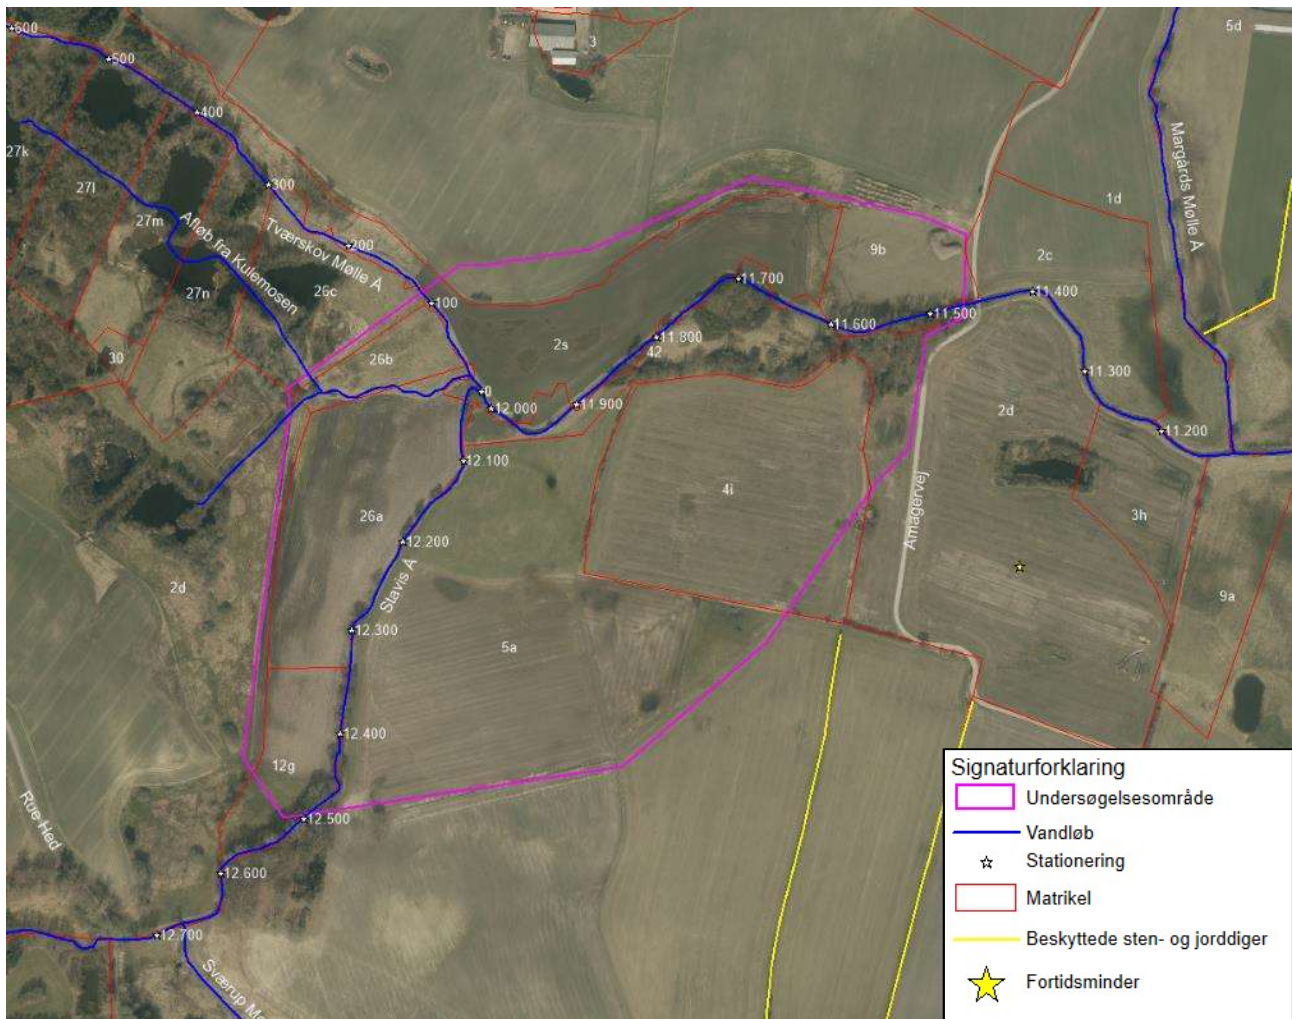 600
500
400
300
200
100
0
3
5d
27k
27l
27m
27n
26c
26b
30
Afløb fra Kulemosen
Tværskov Mølle Å
Margårds Mølle Å
1d
2c
9b
11.700
11.400
11.500
11.600
11.800
42
2s
11.300
11.900
12.000
2d
11.200
12.100
4i
26a
3h
Amagervej
12.200
Stavis Å
2d
9a
12.300
5a
12.400
12g
12.500
Rue Hed
12.600
12.700
Signaturforklaring
Undersøgelsesområde
Vandløb
Stationering
Matrikel
Beskyttede sten- og jorddiger
Fortidsminder